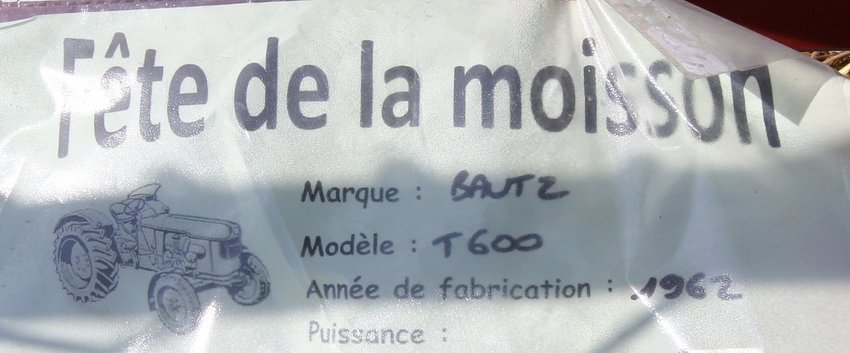 Fête de la moisson
Marque : BAUTZ
Modèle : T600
Année de fabrication : 1962
Puissance :